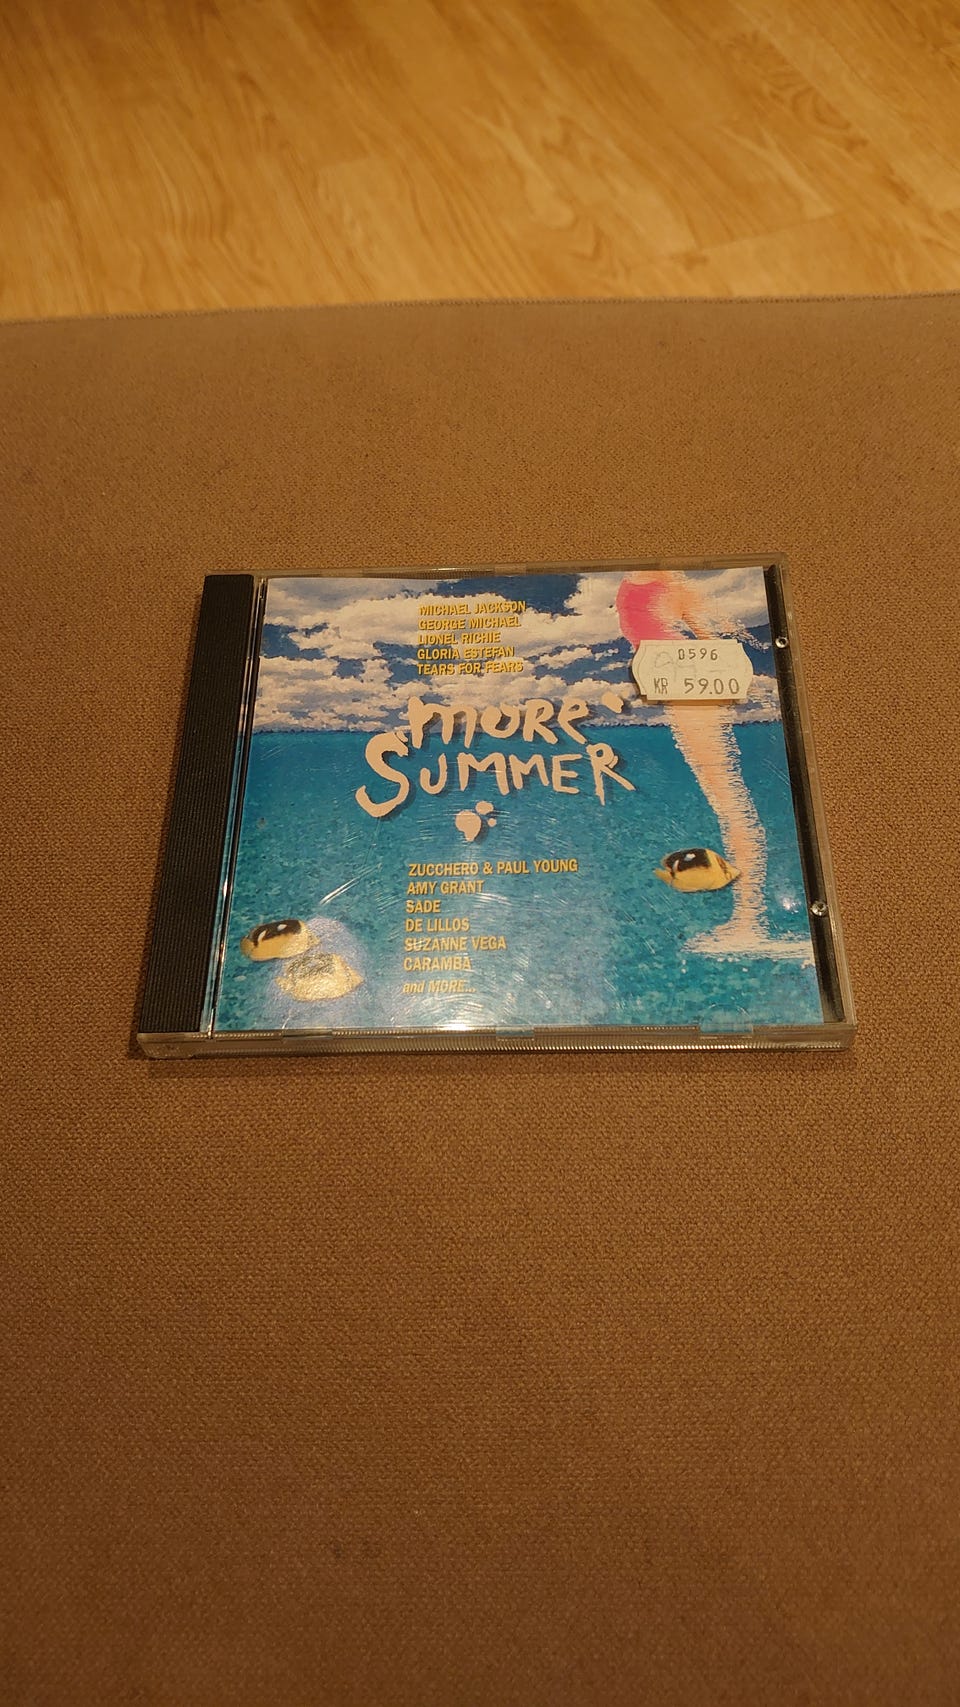 MICHAEL JACKSON
GEORGE MICHAEL
LIONEL RICHIE
GLORIA ESTEFAN
TEARS FOR FEARS
0596
KR 59.00
more
SUMMER
ZUCCHERO & PAUL YOUNG
AMY GRANT
SADE
DE LILLOS
SUZANNE VEGA
CARAMBA
and MORE...